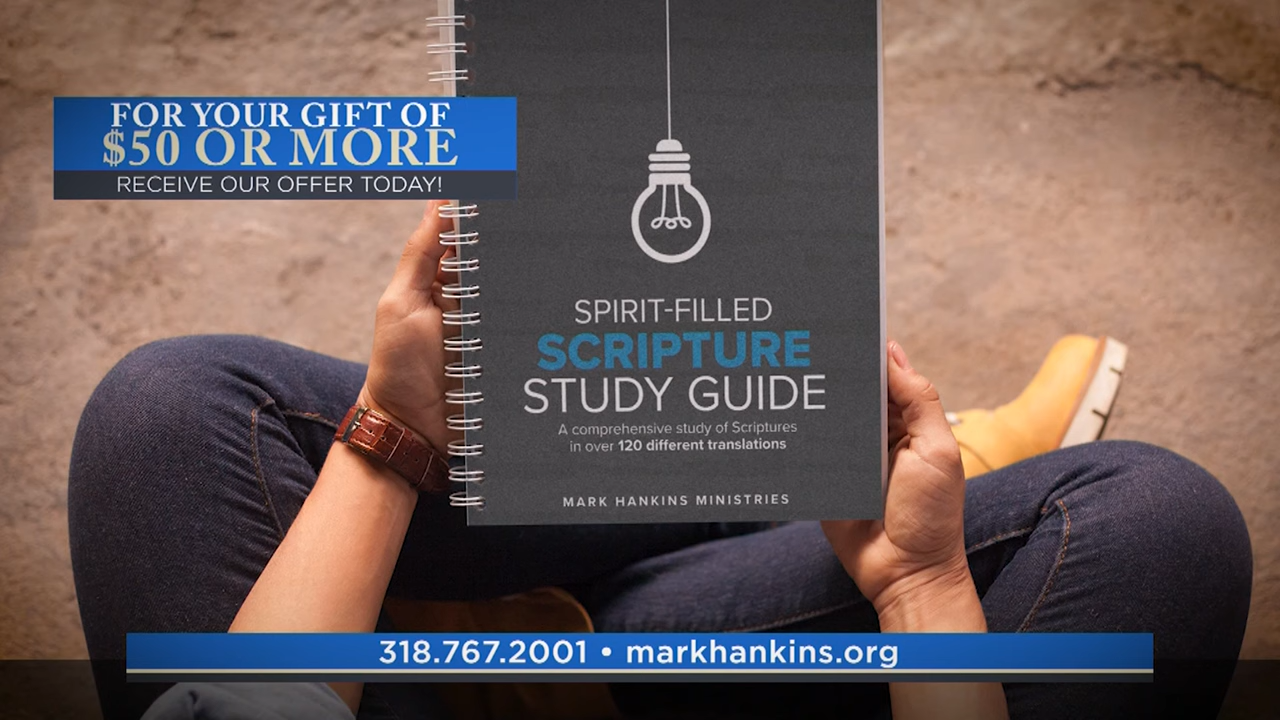 FOR YOUR GIFT OF
$50 OR MORE
RECEIVE OUR OFFER TODAY!
SPIRIT-FILLED
SCRIPTURE
STUDY GUIDE
A comprehensive study of Scriptures
in over 120 different translations
MARK HANKINS MINISTRIES
318.767.2001 • markhankins.org